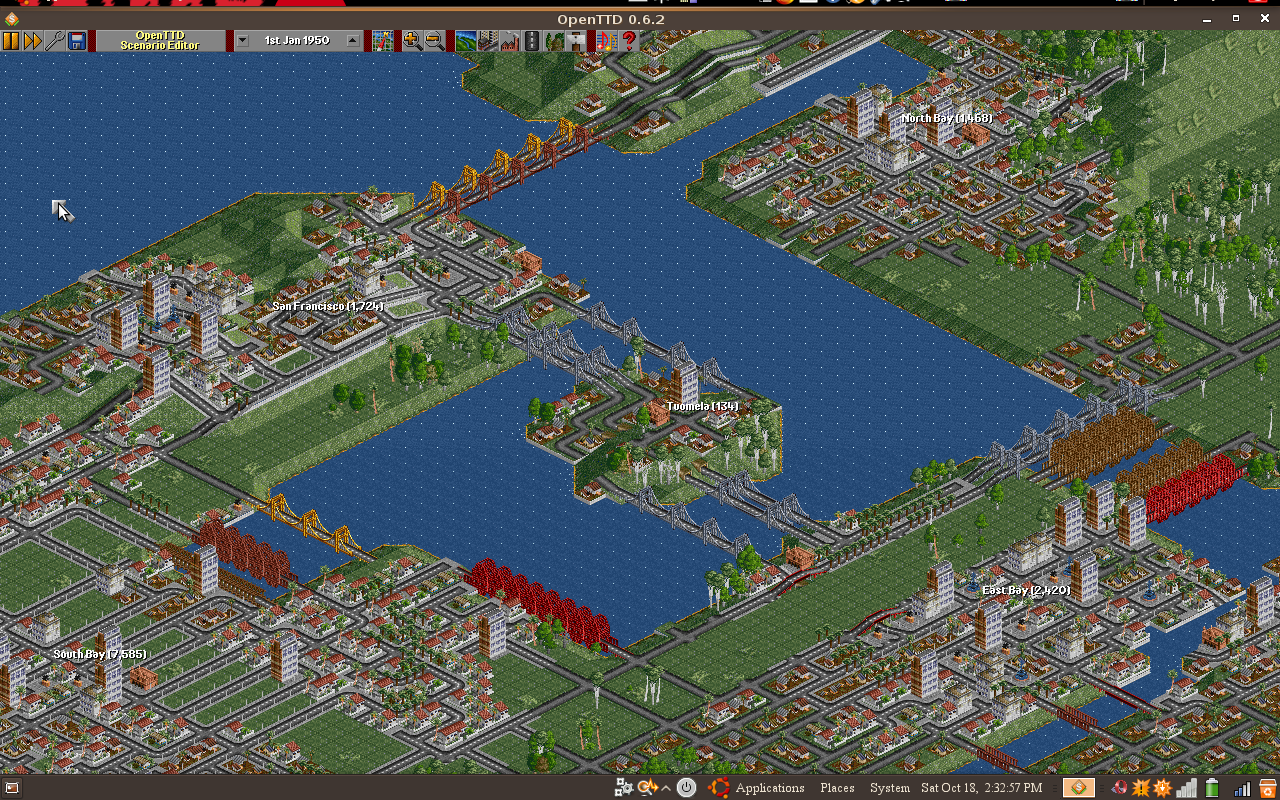 OpenTTD 0.6.2
OpenTTD
Scenario Editor
1st Jan 1950
North Bay (1,468)
San Francisco (1,724)
Tuomela (134)
East Bay (2,420)
South Bay (7,585)
Applications Places System Sat Oct 18, 2:32:57 PM